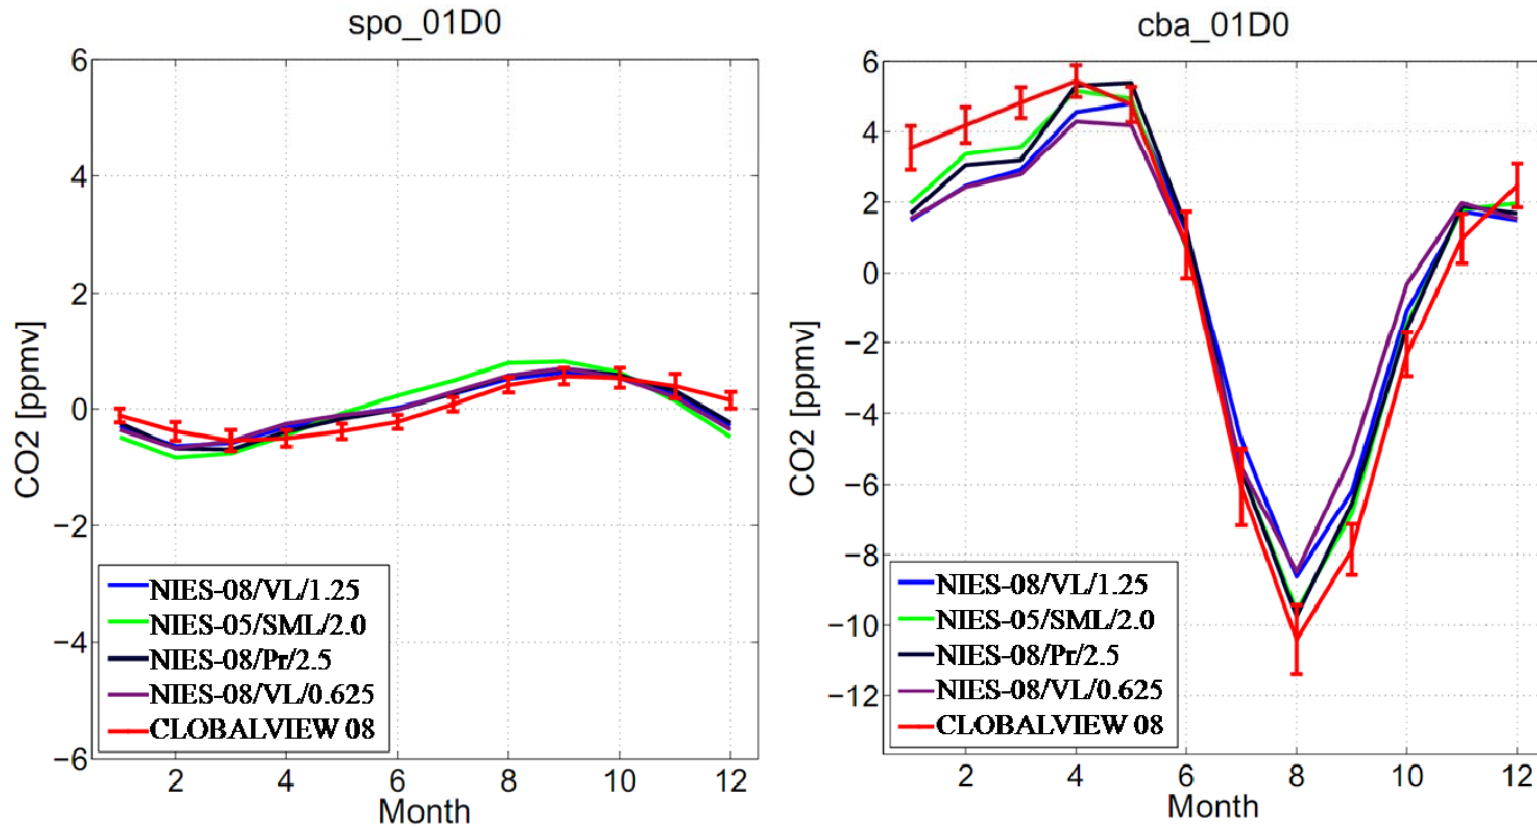 spo_01D0
CO2 [ppmv]
6
4
2
0
−2
−4
−6
2
4
6
8
10
12
Month
NIES-08/VL/1.25
NIES-05/SML/2.0
NIES-08/Pr/2.5
NIES-08/VL/0.625
CLOBALVIEW 08
cba_01D0
CO2 [ppmv]
6
4
2
0
−2
−4
−6
−8
−10
−12
2
4
6
8
10
12
Month
NIES-08/VL/1.25
NIES-05/SML/2.0
NIES-08/Pr/2.5
NIES-08/VL/0.625
CLOBALVIEW 08